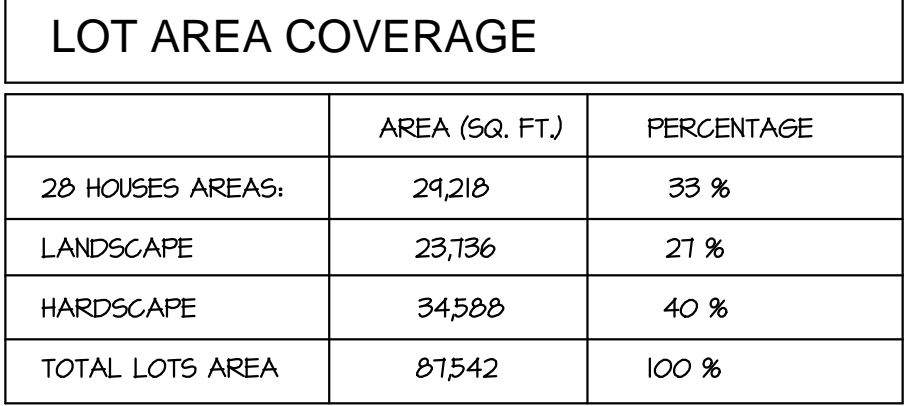 LOT AREA COVERAGE
AREA (SQ. FT.) PERCENTAGE
28 HOUSES AREAS: 29,218 33 %
LANDSCAPE 23,736 27 %
HARDSCAPE 34,588 40 %
TOTAL LOTS AREA 87,542 100 %